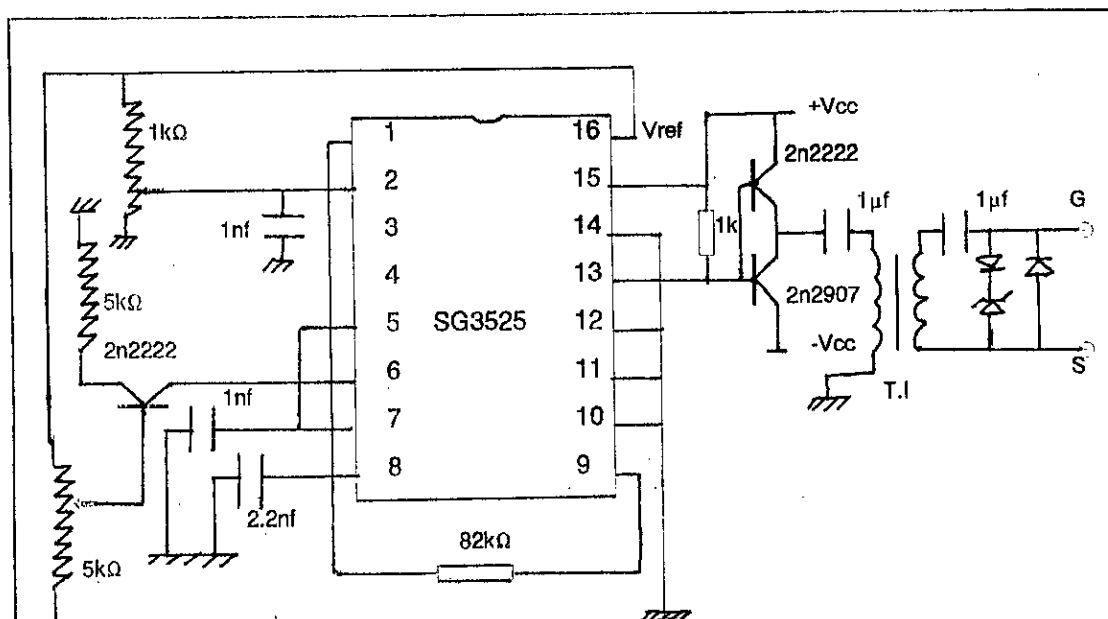 1kΩ
1
16
Vref
+Vcc
2n2222
2
15
1nf
3
14
1k
1µf
1µf
G
4
13
5kΩ
2n2907
5
SG3525
12
2n2222
-Vcc
S
6
11
T.I
1nf
7
10
8
9
2.2nf
82kΩ
5kΩ